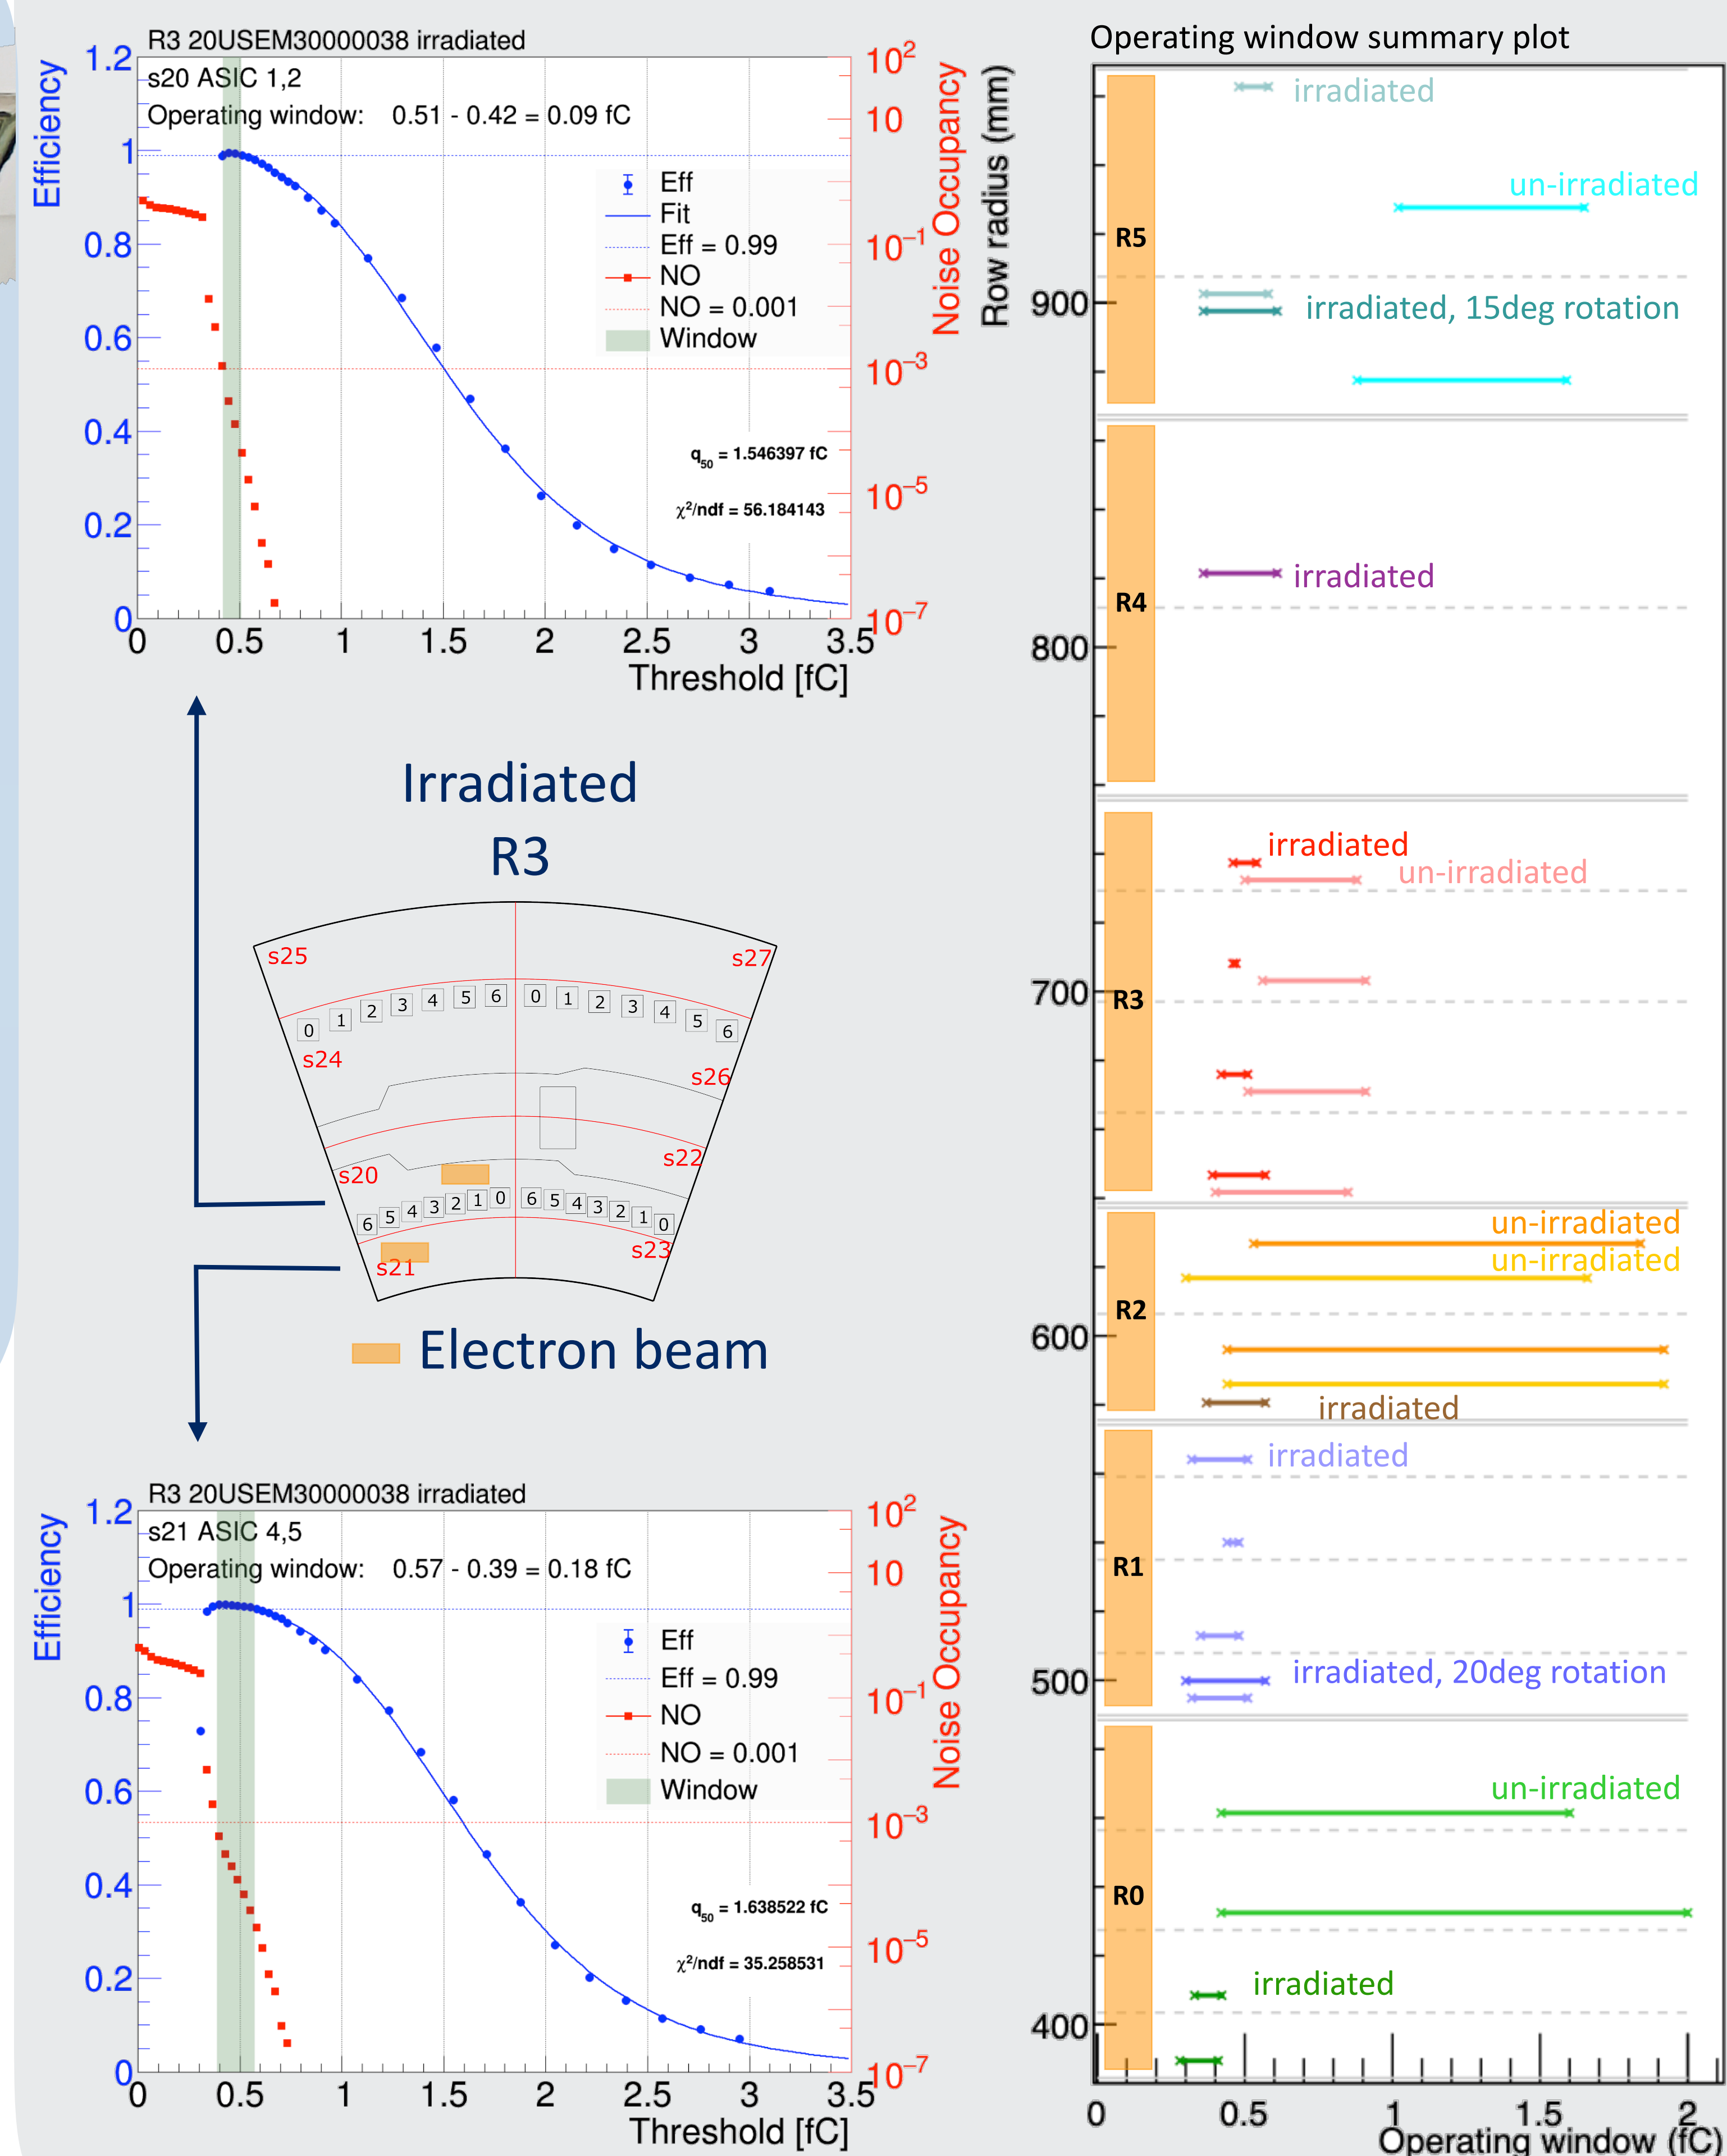 R3 20USEM30000038 irradiated
s20 ASIC 1,2
Operating window: 0.51 - 0.42 = 0.09 fC
Efficiency
1.2
1
0.8
0.6
0.4
0.2
0
Eff
Fit
Eff = 0.99
NO
NO = 0.001
Window
q50 = 1.546397 fC
χ²/ndf = 56.184143
Noise Occupancy
10²
10
10⁻¹
10⁻³
10⁻⁵
10⁻⁷
0 0.5 1 1.5 2 2.5 3 3.5
Threshold [fC]
Irradiated
R3
s25 s27
0 1 2 3 4 5 6 0 1 2 3 4 5 6
s24 s26
s20 s22
6 5 4 3 2 1 0 6 5 4 3 2 1 0
s21 s23
Electron beam
R3 20USEM30000038 irradiated
s21 ASIC 4,5
Operating window: 0.57 - 0.39 = 0.18 fC
Efficiency
1.2
1
0.8
0.6
0.4
0.2
0
Eff
Eff = 0.99
NO
NO = 0.001
Window
q50 = 1.638522 fC
χ²/ndf = 35.258531
Noise Occupancy
10²
10
10⁻¹
10⁻³
10⁻⁵
10⁻⁷
0 0.5 1 1.5 2 2.5 3 3.5
Threshold [fC]
Operating window summary plot
Row radius (mm)
irradiated
un-irradiated
R5
900
irradiated, 15deg rotation
irradiated
R4
800
irradiated
un-irradiated
700
R3
un-irradiated
un-irradiated
R2
600
irradiated
irradiated
R1
500
irradiated, 20deg rotation
un-irradiated
R0
irradiated
400
0 0.5 1 1.5 2
Operating window (fC)